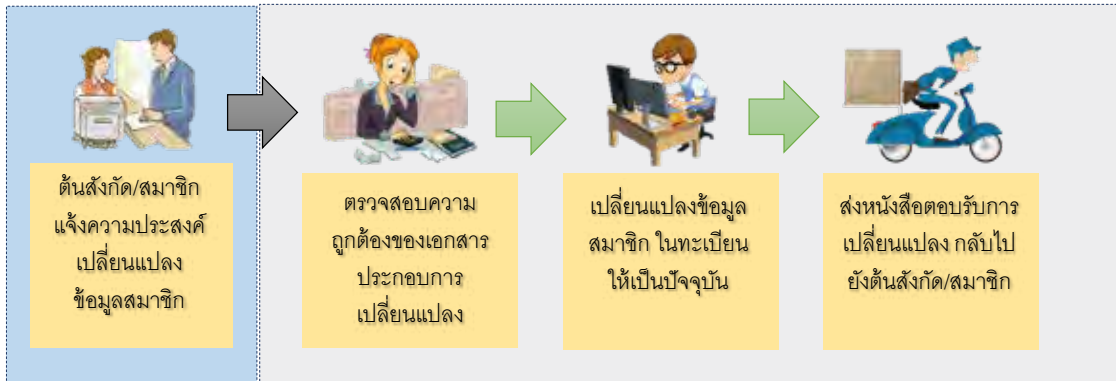 ต้นสังกัด/สมาชิก
แจ้งความประสงค์
เปลี่ยนแปลง
ข้อมูลสมาชิก
ตรวจสอบความ
ถูกต้องของเอกสาร
ประกอบการ
เปลี่ยนแปลง
เปลี่ยนแปลงข้อมูล
สมาชิก ในทะเบียน
ให้เป็นปัจจุบัน
ส่งหนังสือตอบรับการ
เปลี่ยนแปลง กลับไป
ยังต้นสังกัด/สมาชิก